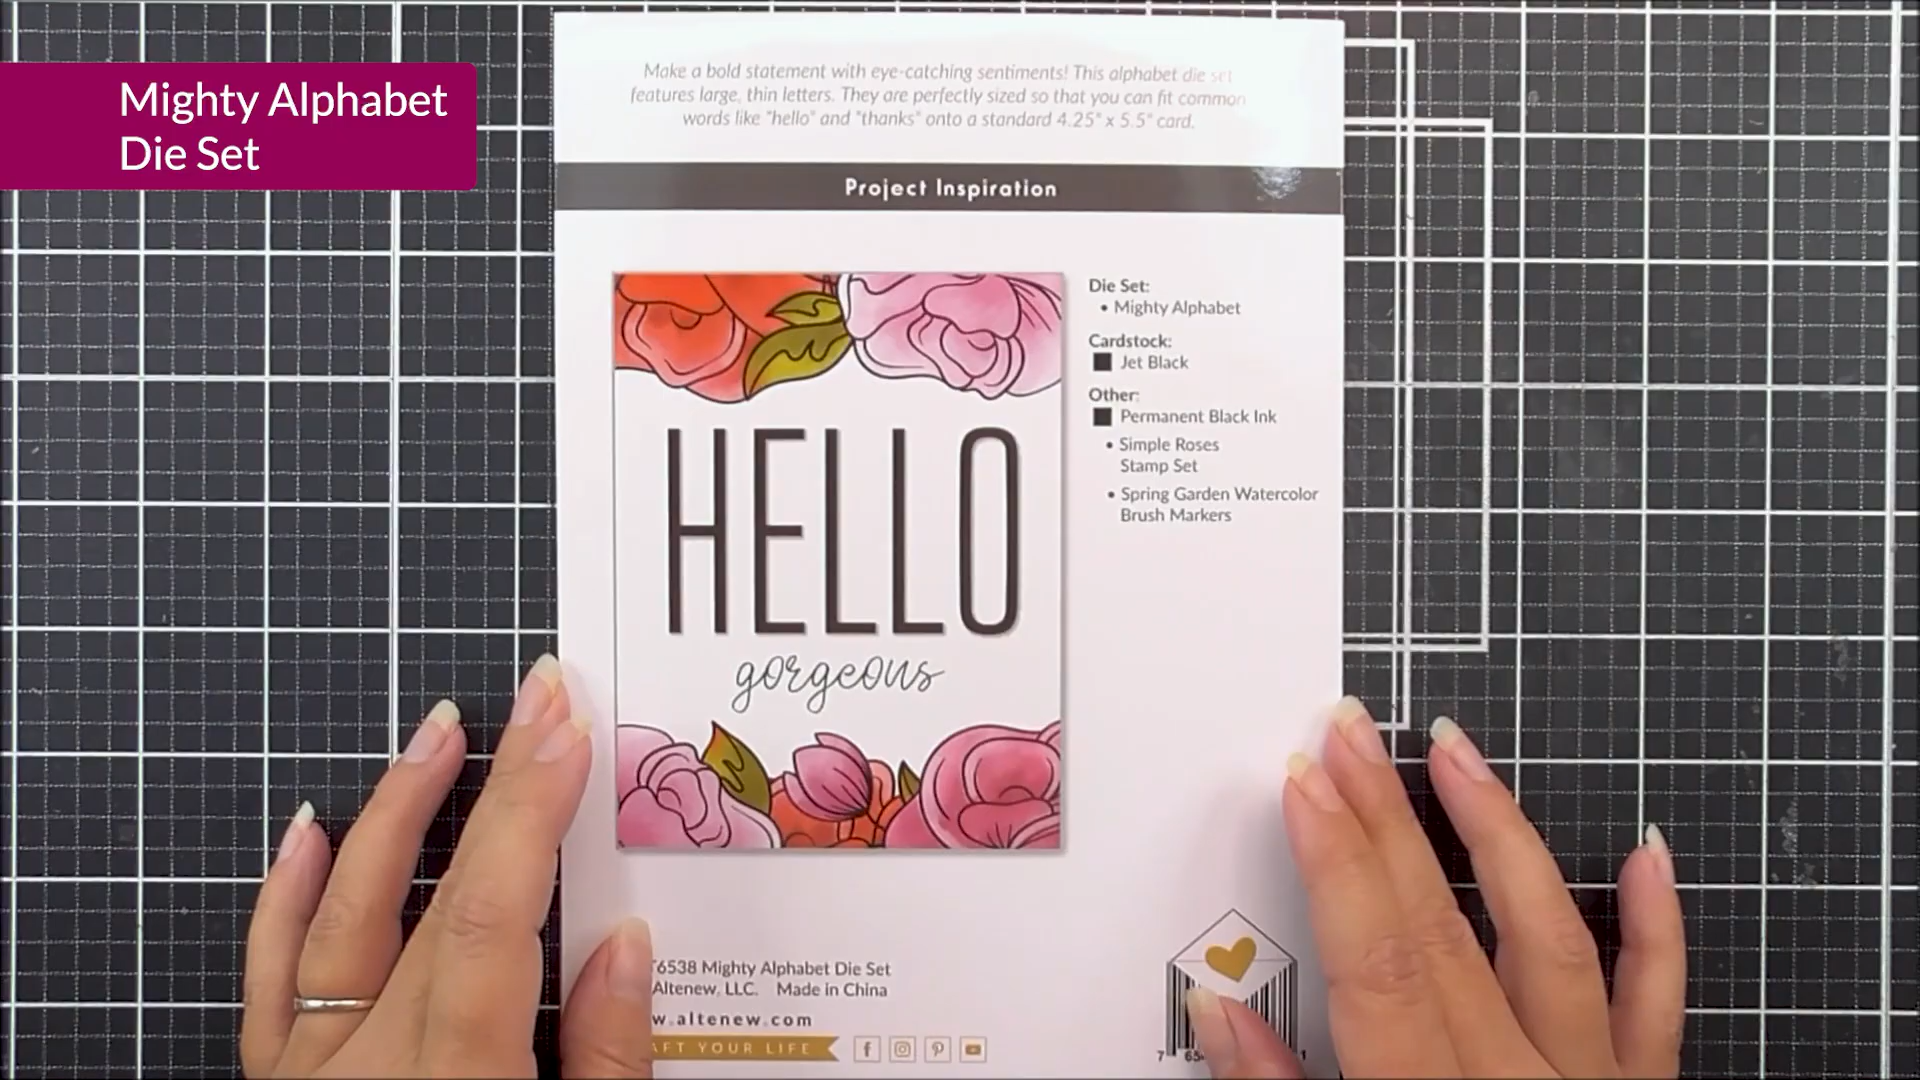 Mighty Alphabet
Die Set
Make a bold statement with eye-catching sentiments! This alphabet die set
features large, thin letters. They are perfectly sized so that you can fit common
words like "hello" and "thanks" onto a standard 4.25" x 5.5" card.
Project Inspiration
HELLO
gorgeous
Die Set:
• Mighty Alphabet
Cardstock:
Jet Black
Other:
Permanent Black Ink
• Simple Roses
Stamp Set
• Spring Garden Watercolor
Brush Markers
6538 Mighty Alphabet Die Set
Altenew, LLC. Made in China
w.altenew.com
YOUR LIFE